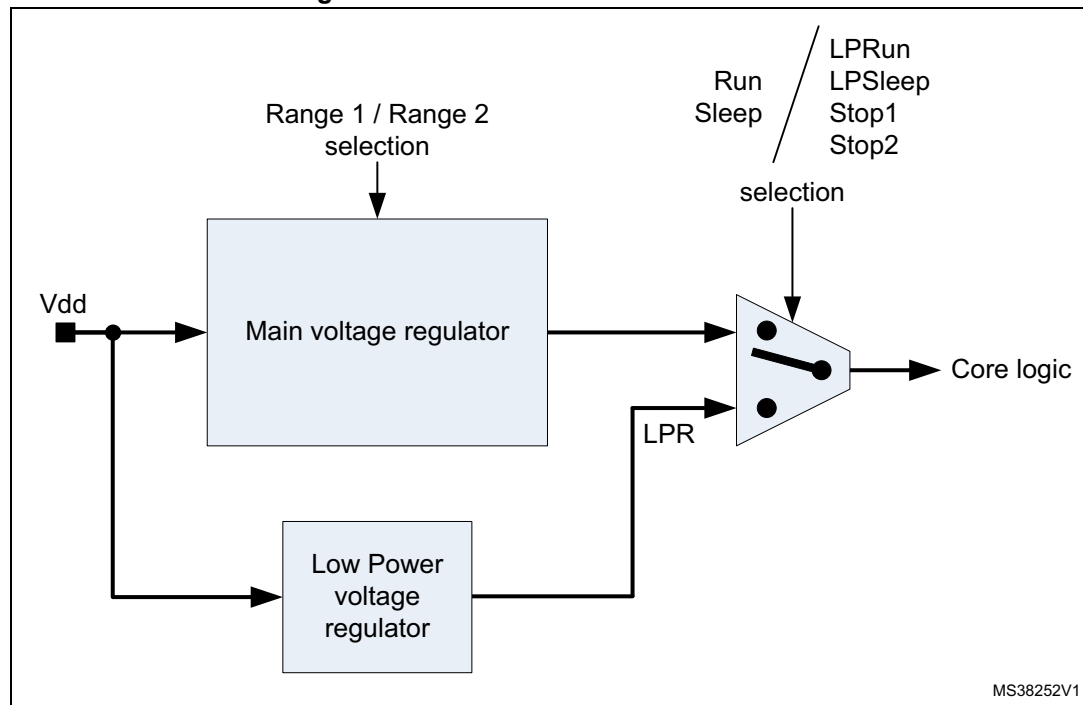 Run
Sleep
LPRun
LPSleep
Stop1
Stop2
Range 1 / Range 2
selection
selection
Vdd
Main voltage regulator
Core logic
LPR
Low Power
voltage
regulator
MS38252V1